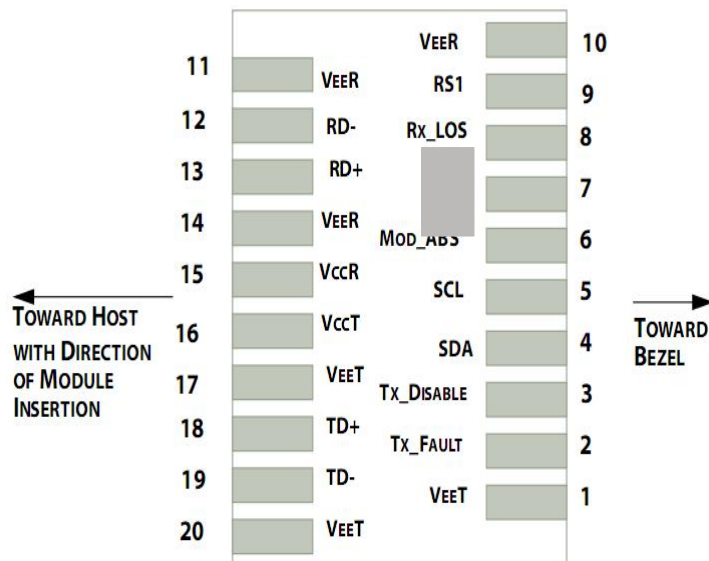 VEER 10
11 VEER RS1 9
12 RD- RX_LOS 8
13 RD+ 7
14 VEER MOD_ABS 6
15 VCCR SCL 5
16 VCCT SDA 4
17 VEET TX_DISABLE 3
18 TD+ TX_FAULT 2
19 TD- VEET 1
20 VEET
TOWARD HOST
WITH DIRECTION
OF MODULE
INSERTION
TOWARD
BEZEL